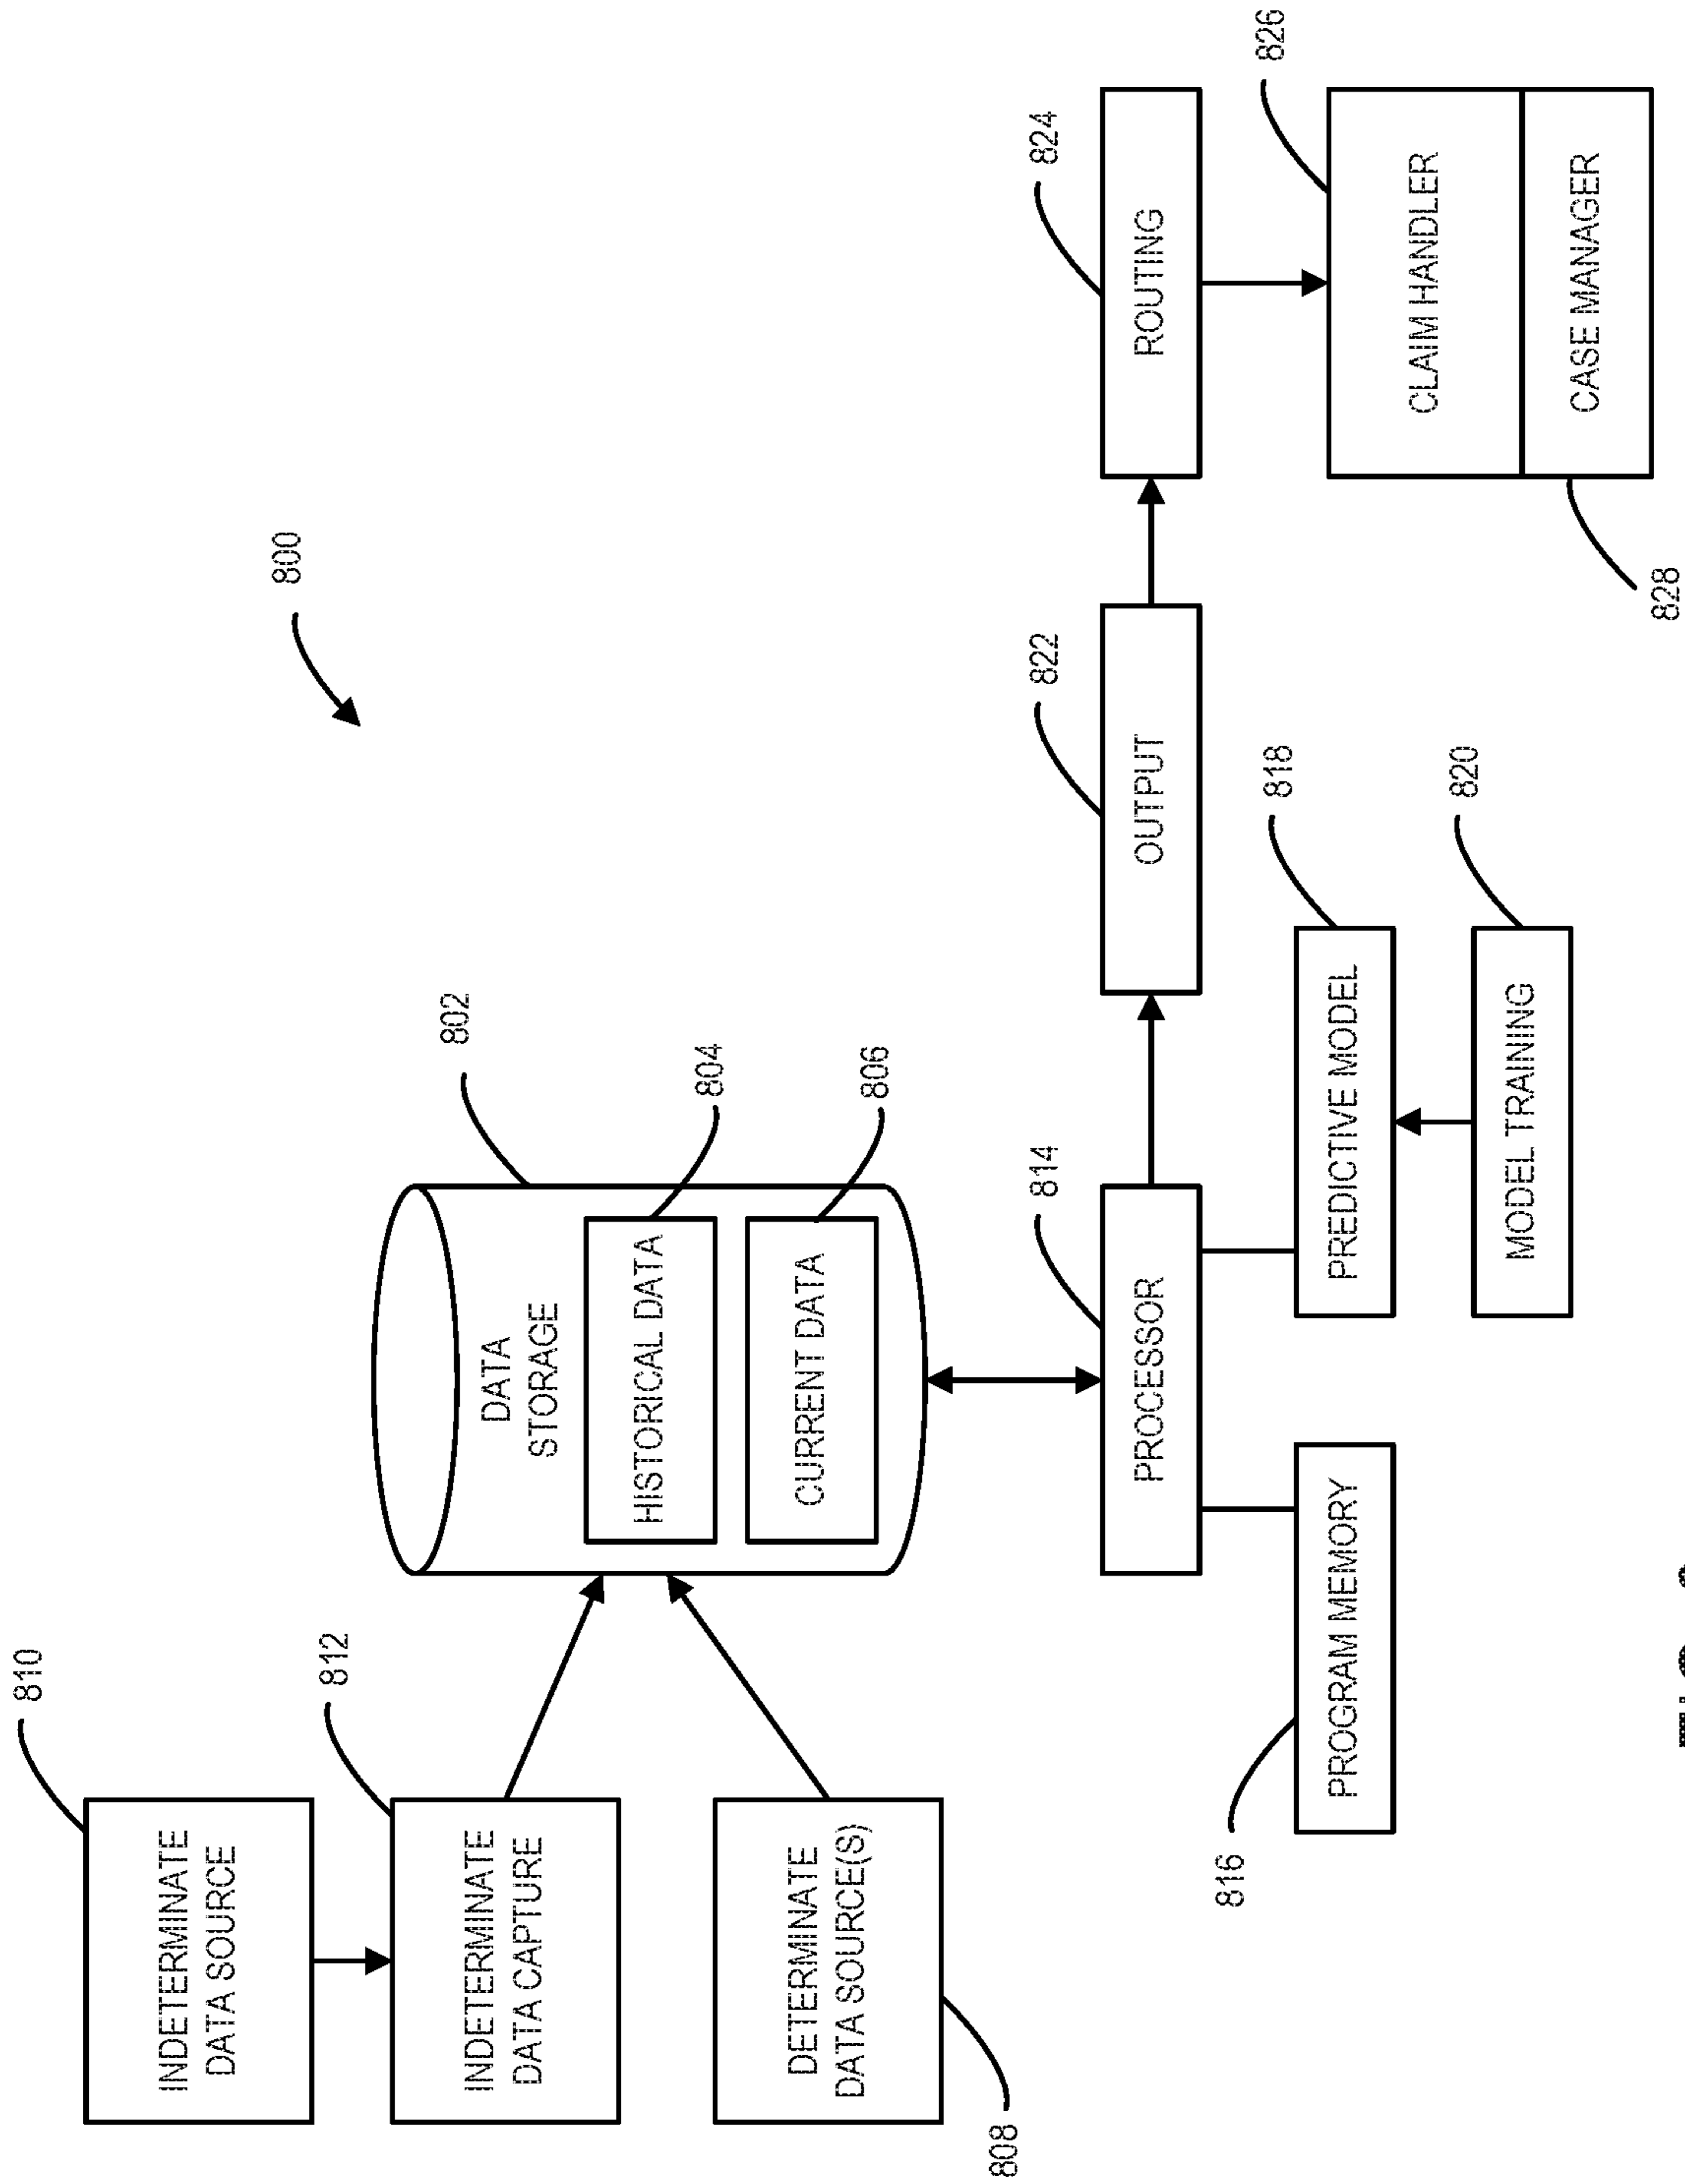 800
810
INDETERMINATE
DATA SOURCE
812
INDETERMINATE
DATA CAPTURE
DETERMINATE
DATA SOURCE(S)
808
802
DATA
STORAGE
HISTORICAL DATA
804
CURRENT DATA
806
814
PROCESSOR
816
PROGRAM MEMORY
818
PREDICTIVE MODEL
820
MODEL TRAINING
822
OUTPUT
824
ROUTING
826
CLAIM HANDLER
CASE MANAGER
828